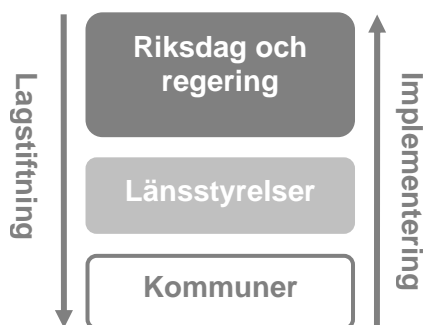 Riksdag och
regering
Lagstiftning
Implementering
Länsstyrelser
Kommuner